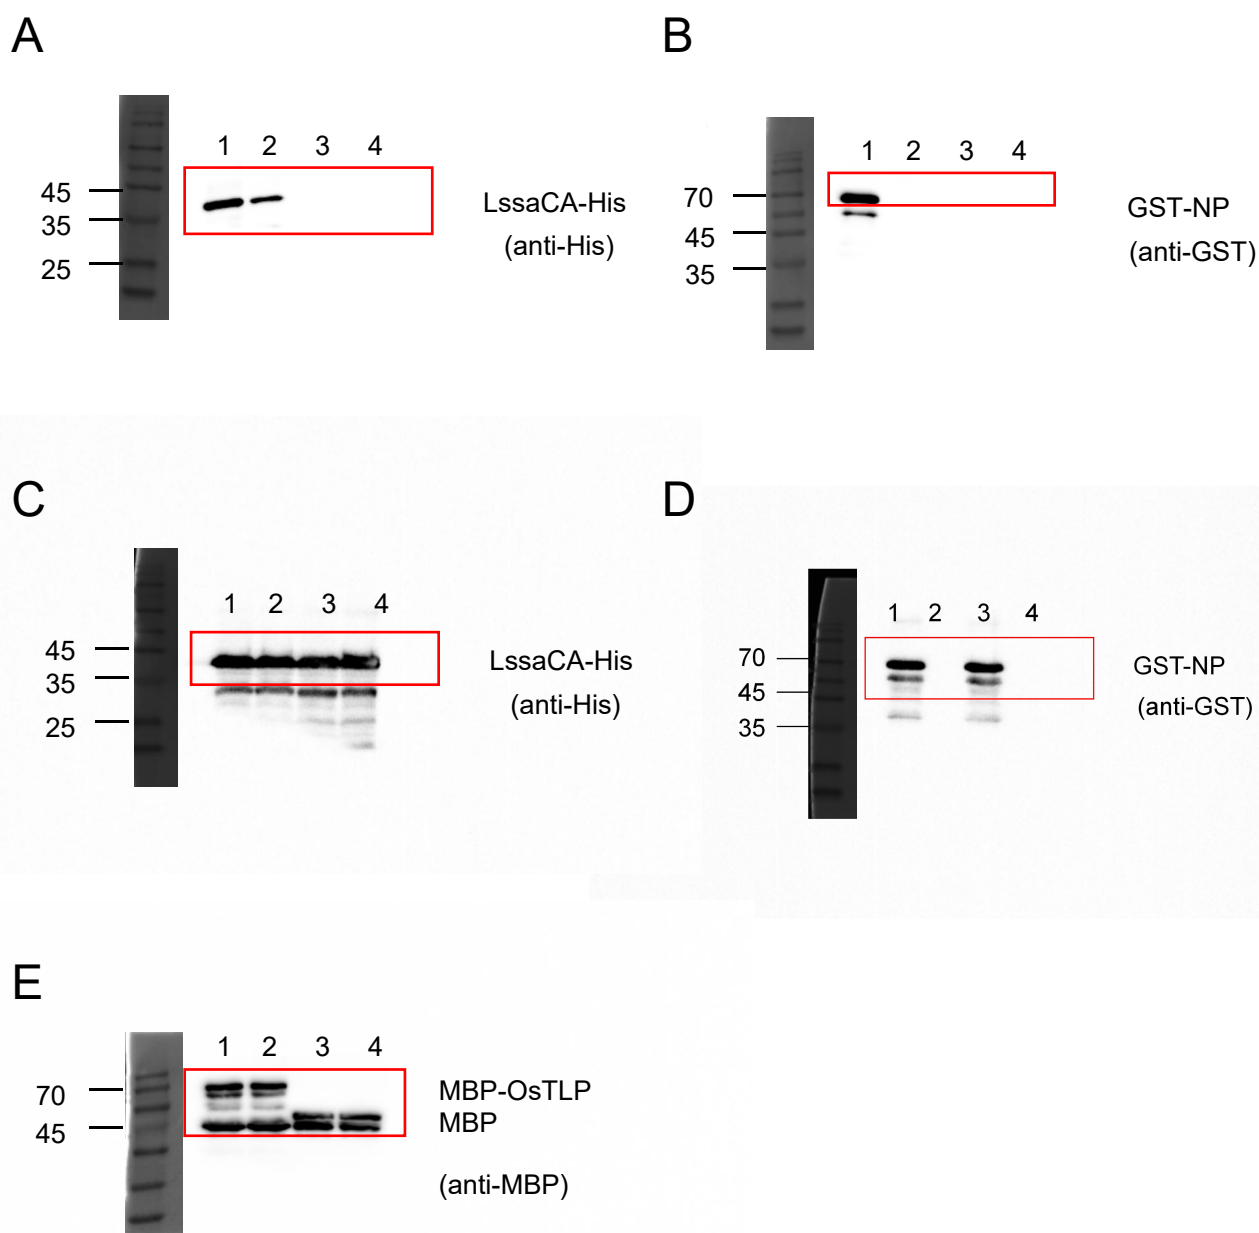 A
1 2 3 4
45
35
25
LssaCA-His
(anti-His)
B
1 2 3 4
70
45
35
GST-NP
(anti-GST)
C
1 2 3 4
45
35
25
LssaCA-His
(anti-His)
D
1 2 3 4
70
45
35
GST-NP
(anti-GST)
E
1 2 3 4
70
45
MBP-OsTLP
MBP
(anti-MBP)